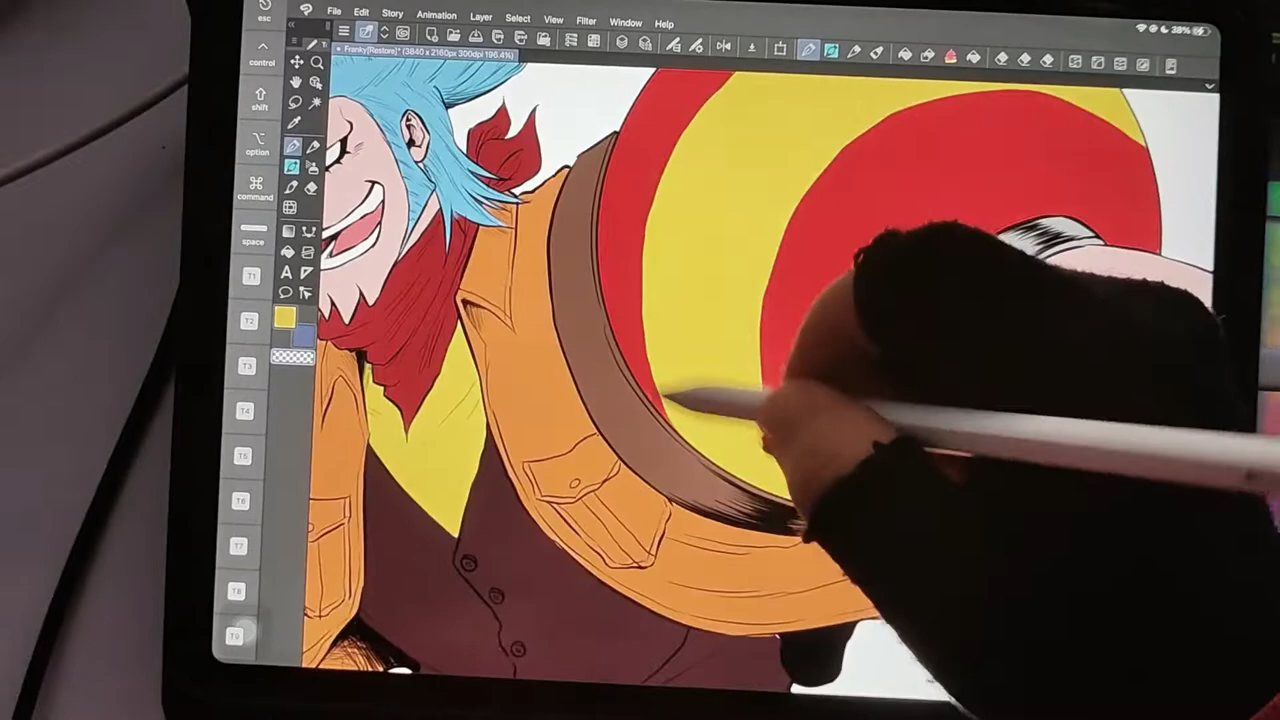 esc
File Edit Story Animation Layer Select View Filter Window Help
38%
Franky[Restore]* (3840 x 2160px 300dpi 196.4%)
control
shift
option
command
space
T1
T2
T3
T4
T5
T6
T7
T8
T9
A